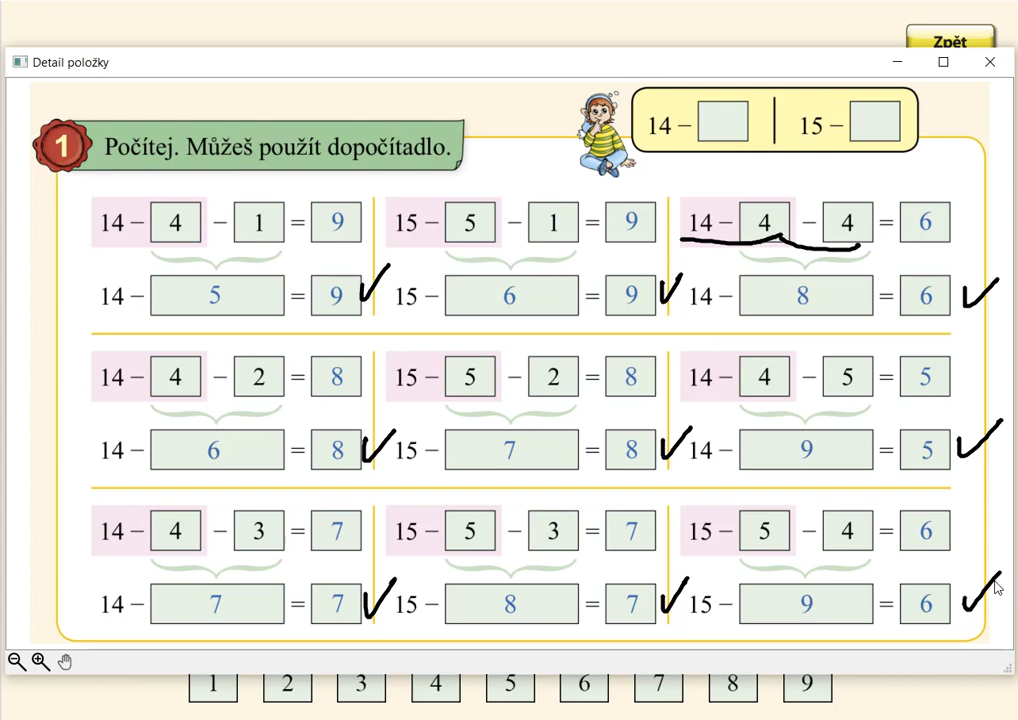 Zpět
Detail položky
1 Počítej. Můžeš použít dopočítadlo.
14 – 15 –
14 – 4 – 1 = 9 15 – 5 – 1 = 9 14 – 4 – 4 = 6
14 – 5 = 9 15 – 6 = 9 14 – 8 = 6
14 – 4 – 2 = 8 15 – 5 – 2 = 8 14 – 4 – 5 = 5
14 – 6 = 8 15 – 7 = 8 14 – 9 = 5
14 – 4 – 3 = 7 15 – 5 – 3 = 7 15 – 5 – 4 = 6
14 – 7 = 7 15 – 8 = 7 15 – 9 = 6
1 2 3 4 5 6 7 8 9